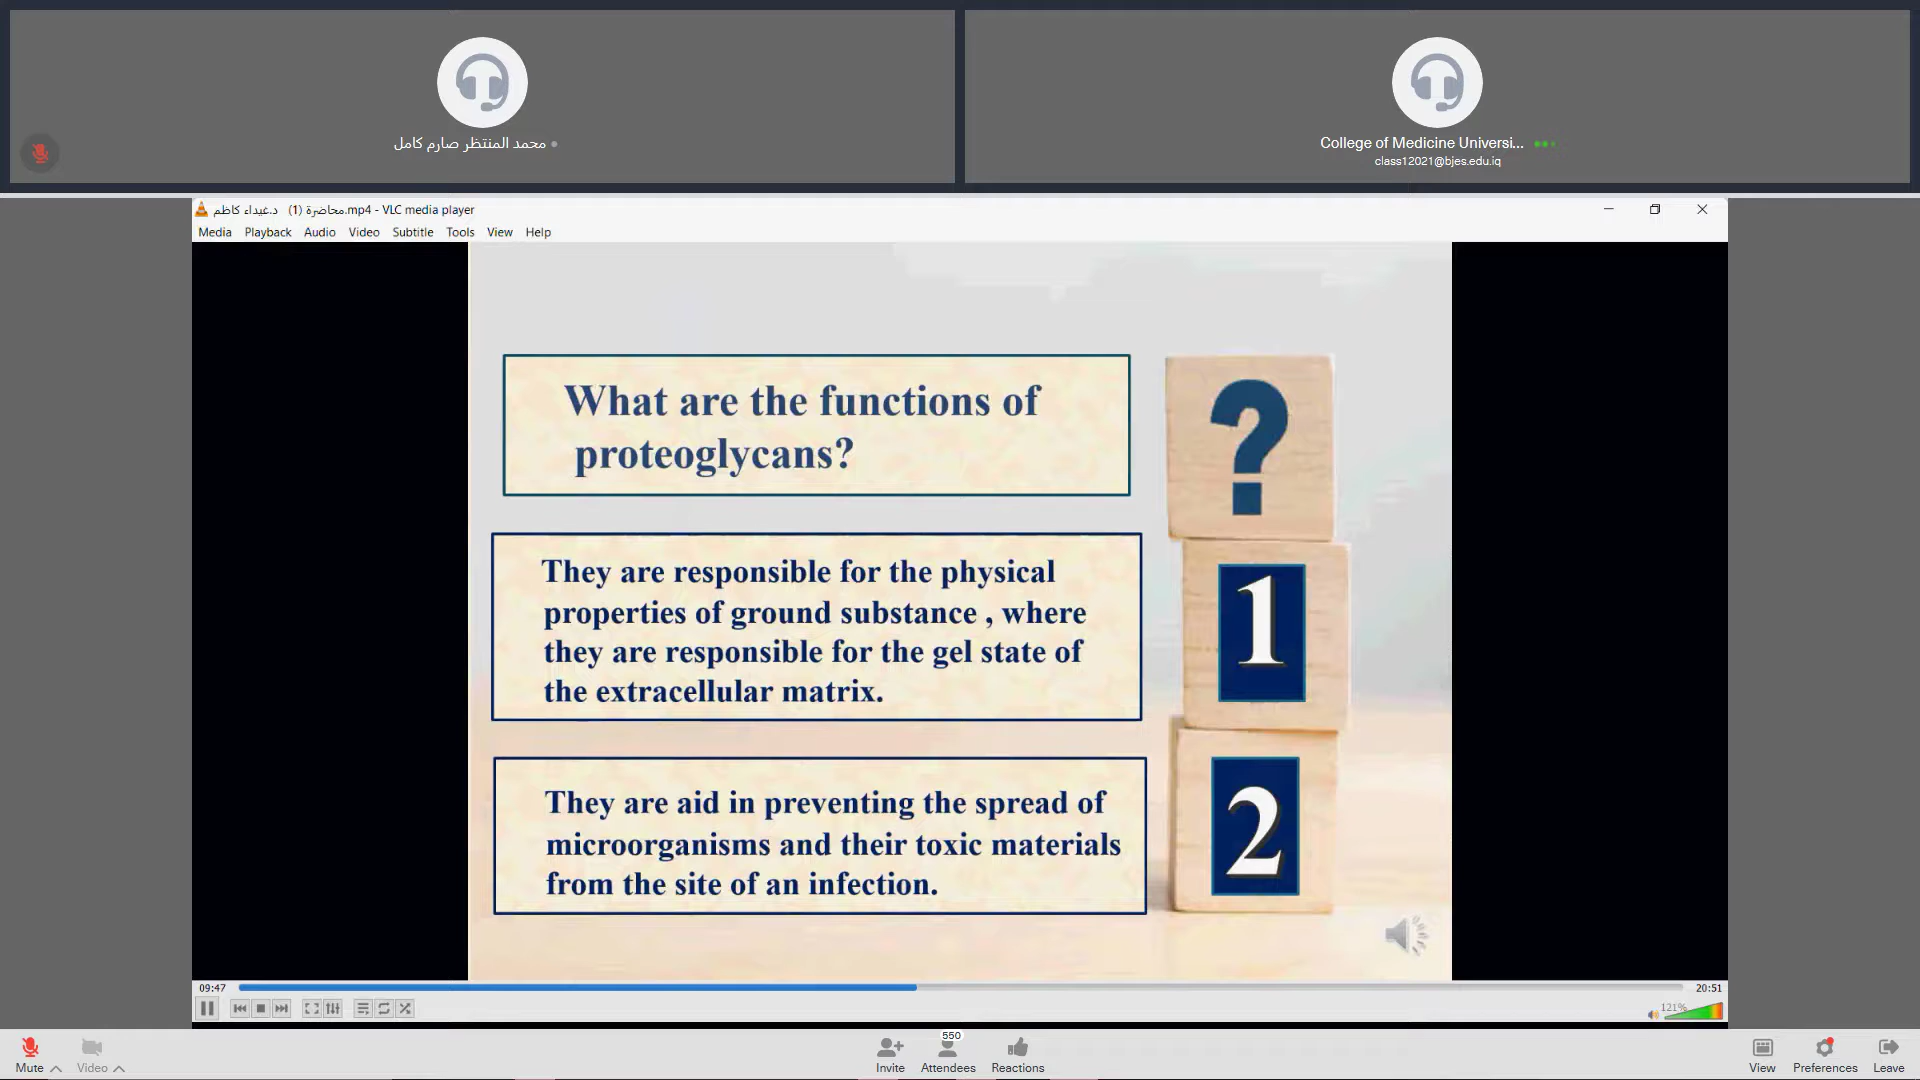 محمد المنتظر صارم كامل
College of Medicine Universi...
class12021@bjes.edu.iq
محاضرة (1) د.غيداء كاظم.mp4 - VLC media player
Media Playback Audio Video Subtitle Tools View Help
What are the functions of
proteoglycans?
?
They are responsible for the physical
properties of ground substance , where
they are responsible for the gel state of
the extracellular matrix.
1
They are aid in preventing the spread of
microorganisms and their toxic materials
from the site of an infection.
2
09:47
20:51
121%
550
Mute
Video
Invite
Attendees
Reactions
View
Preferences
Leave